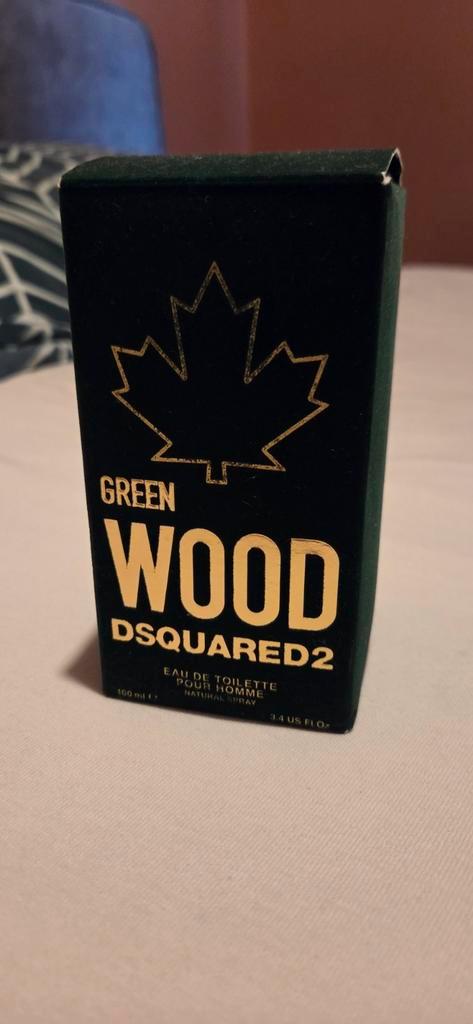 GREEN
WOOD
DSQUARED2
EAU DE TOILETTE
POUR HOMME
NATURAL SPRAY
100 ml ℮
3.4 US Fl Oz